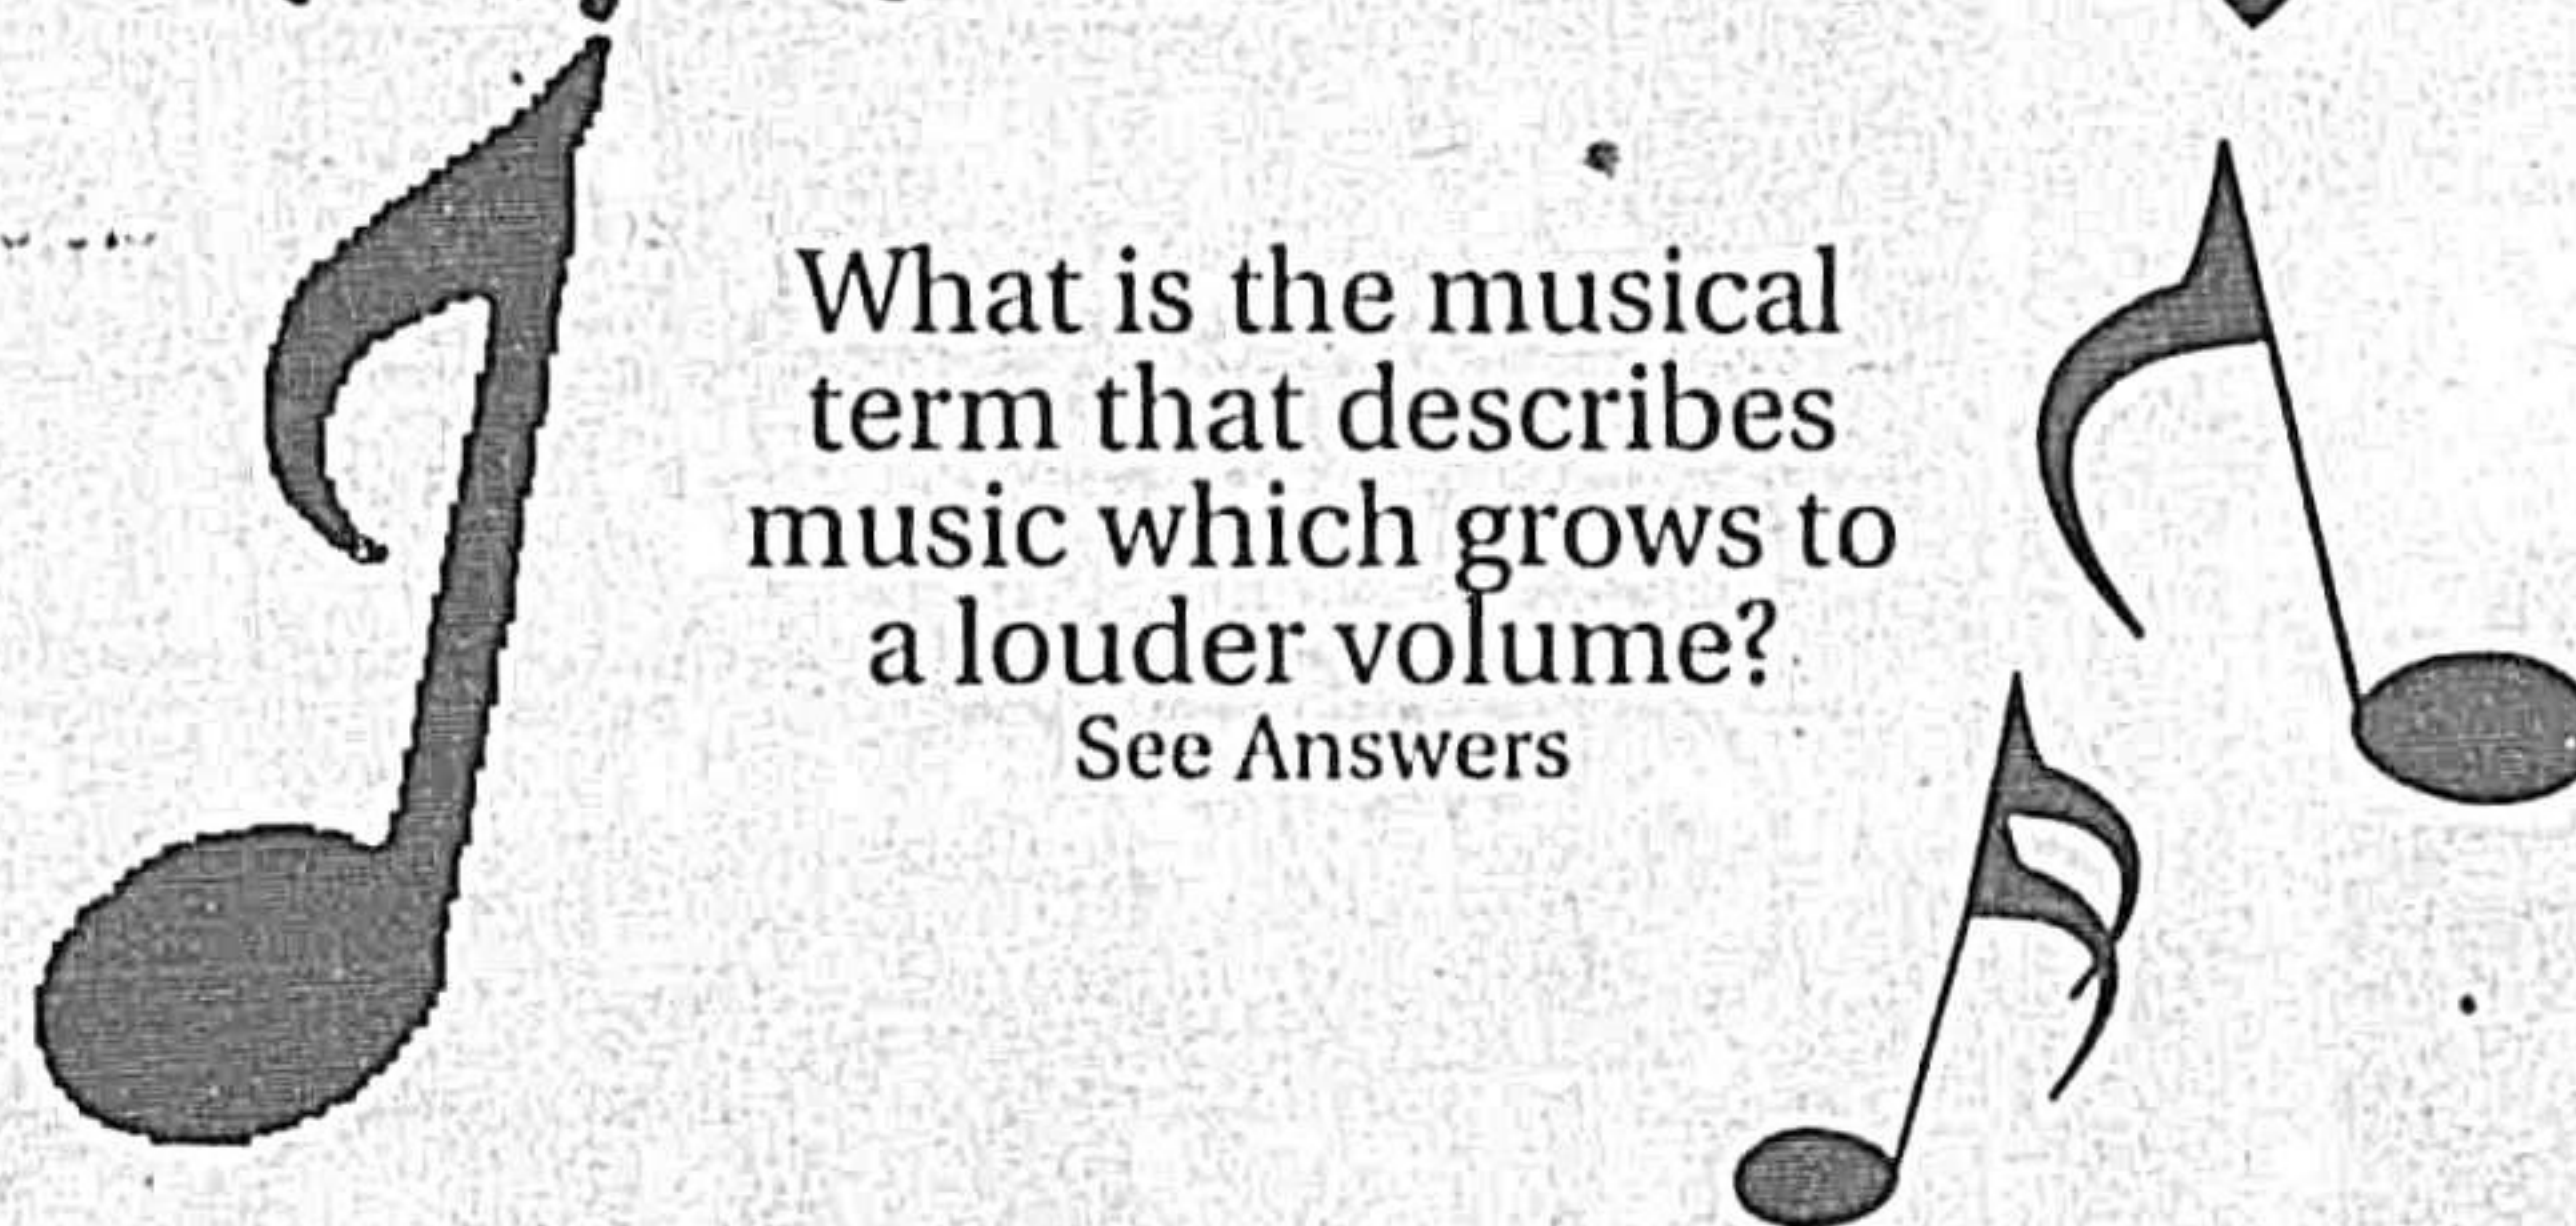 What is the musical
term that describes
music which grows to
a louder volume?
See Answers